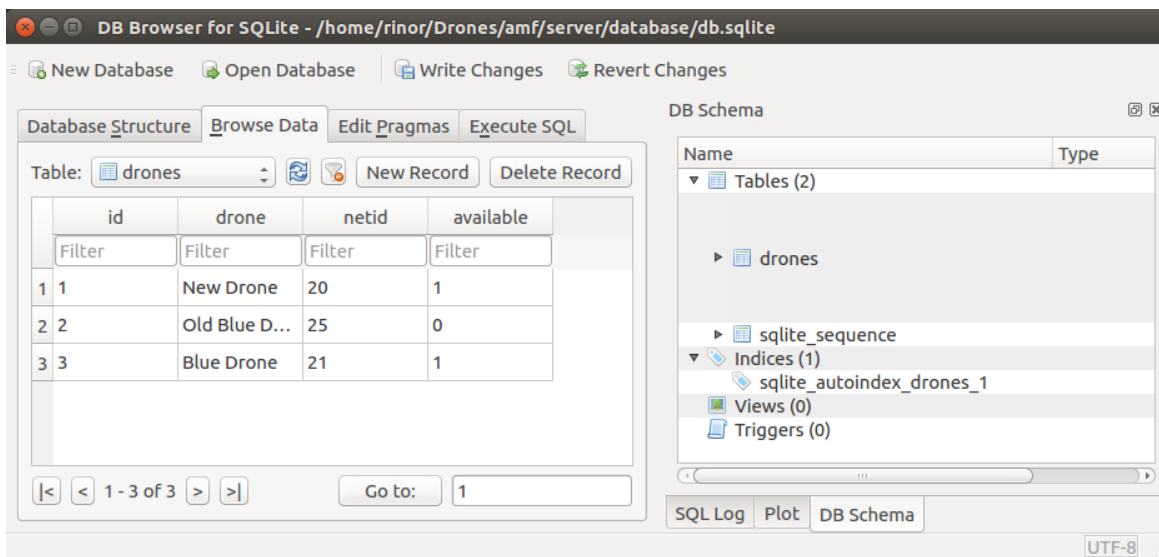 DB Browser for SQLite - /home/rinor/Drones/amf/server/database/db.sqlite
New Database Open Database Write Changes Revert Changes
Database Structure Browse Data Edit Pragmas Execute SQL
Table: drones New Record Delete Record
id drone netid available
Filter Filter Filter Filter
1 1 New Drone 20 1
2 2 Old Blue D... 25 0
3 3 Blue Drone 21 1
|< < 1 - 3 of 3 > >| Go to: 1
DB Schema
Name Type
Tables (2)
drones
sqlite_sequence
Indices (1)
sqlite_autoindex_drones_1
Views (0)
Triggers (0)
SQL Log Plot DB Schema
UTF-8